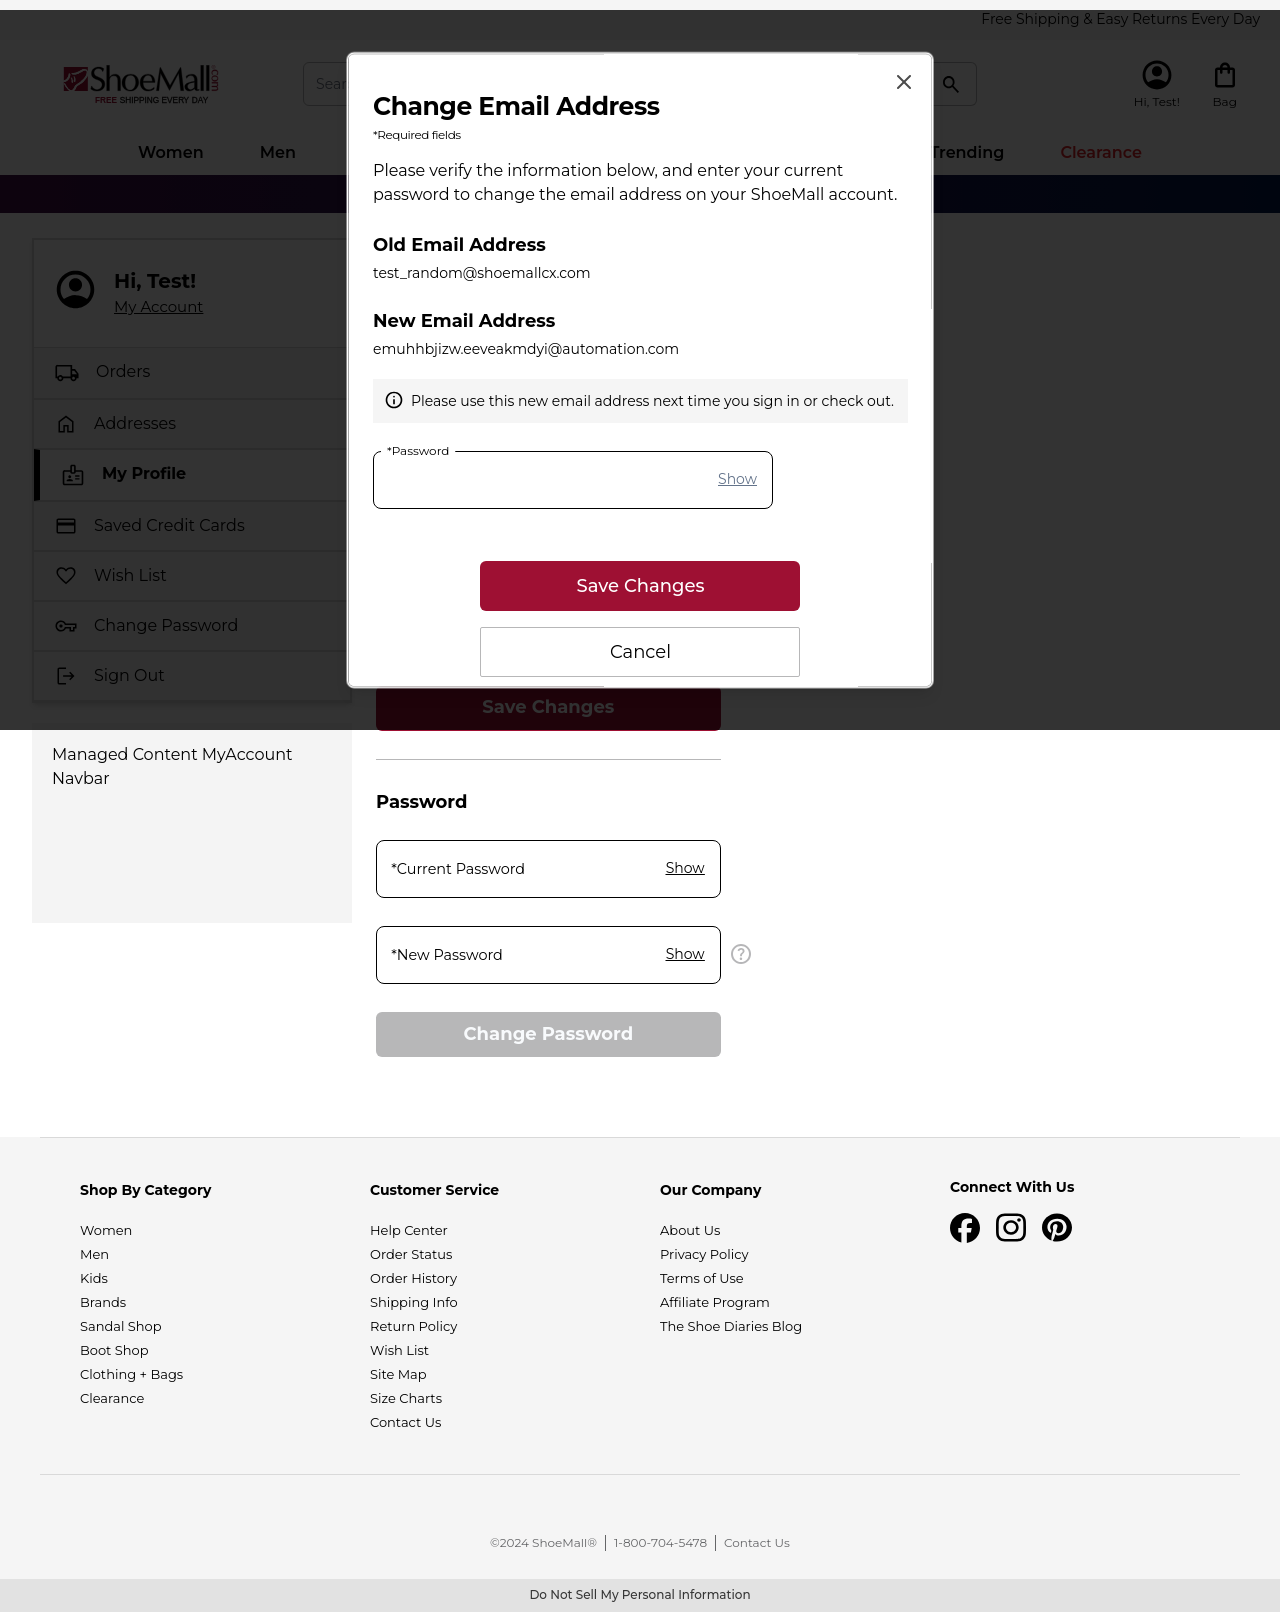 Free Shipping & Easy Returns Every Day
ShoeMall.com
FREE SHIPPING EVERY DAY
Sear
Hi, Test!
Bag
Women
Men
Trending
Clearance
Change Email Address
*Required fields
Please verify the information below, and enter your current
password to change the email address on your ShoeMall account.
Old Email Address
test_random@shoemallcx.com
New Email Address
emuhhbjizw.eeveakmdyi@automation.com
Please use this new email address next time you sign in or check out.
*Password
Show
Save Changes
Cancel
Hi, Test!
My Account
Orders
Addresses
My Profile
Saved Credit Cards
Wish List
Change Password
Sign Out
Save Changes
Managed Content MyAccount
Navbar
Password
*Current Password
Show
*New Password
Show
Change Password
Shop By Category
Women
Men
Kids
Brands
Sandal Shop
Boot Shop
Clothing + Bags
Clearance
Customer Service
Help Center
Order Status
Order History
Shipping Info
Return Policy
Wish List
Site Map
Size Charts
Contact Us
Our Company
About Us
Privacy Policy
Terms of Use
Affiliate Program
The Shoe Diaries Blog
Connect With Us
©2024 ShoeMall® | 1-800-704-5478 | Contact Us
Do Not Sell My Personal Information